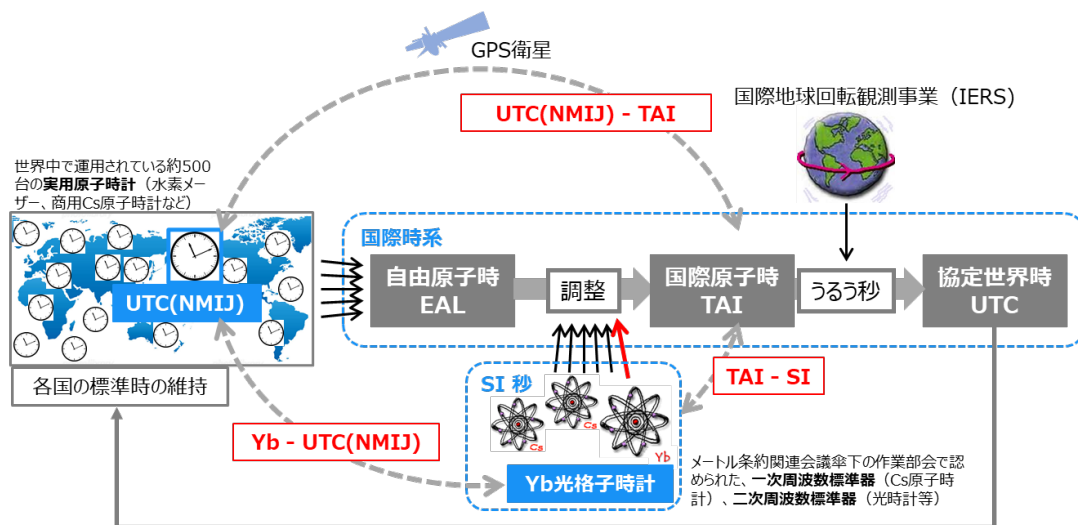 GPS衛星
UTC(NMIJ) - TAI
国際地球回転観測事業（IERS）
世界中で運用されている約500
台の実用原子時計（水素メー
ザー、商用Cs原子時計など）
UTC(NMIJ)
各国の標準時の維持
国際時系
自由原子時
EAL
調整
国際原子時
TAI
うるう秒
協定世界時
UTC
SI 秒
Cs
Cs
Yb
Yb光格子時計
TAI - SI
Yb - UTC(NMIJ)
メートル条約関連会議傘下の作業部会で認
められた、一次周波数標準器（Cs原子時
計）、二次周波数標準器（光時計等）